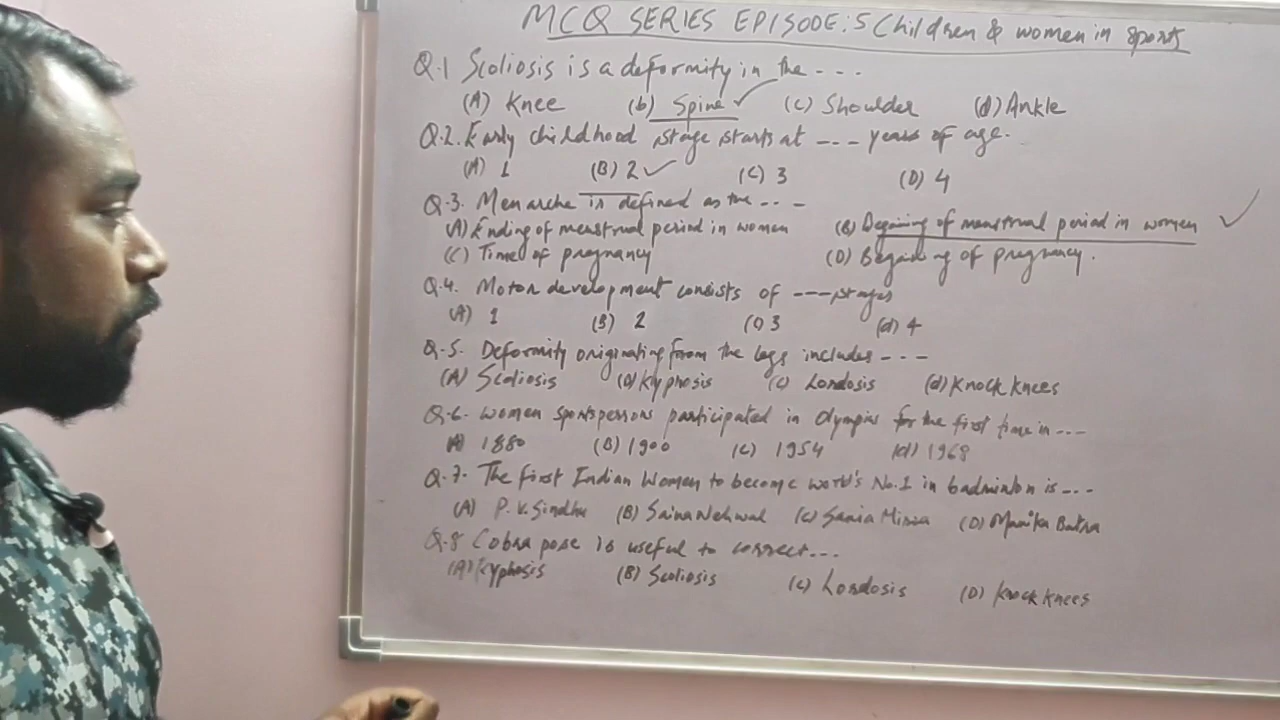 MCQ SERIES EPISODE:5 Children & women in sports
Q.1 Scoliosis is a deformity in the ---
(A) Knee (b) Spine ✓ (c) Shoulder (d) Ankle
Q.2. Early childhood stage starts at --- years of age.
(A) 1 (B) 2 ✓ (C) 3 (D) 4
Q.3. Menarche is defined as the ---
(A) Ending of menstrual period in women (B) Begining of menstrual period in women ✓
(C) Time of pregnancy (D) Begining of pregnancy.
Q.4. Motor development consists of --- stages
(A) 1 (B) 2 (C) 3 (d) 4
Q.5. Deformity originating from the legs includes ---
(A) Scoliosis (B) Kyphosis (c) Lordosis (d) Knock knees
Q.6. women sportspersons participated in Olympics for the first time in ---
(A) 1880 (B) 1900 (c) 1954 (d) 1968
Q.7. The first Indian Women to become world's No.1 in badminton is ---
(A) P.V. Sindhu (B) Saina Nehwal (c) Sania Mirza (D) Manika Batra
Q.8 Cobra pose is useful to correct ---
(A) Kyphosis (B) Scoliosis (c) Lordosis (D) Knock knees